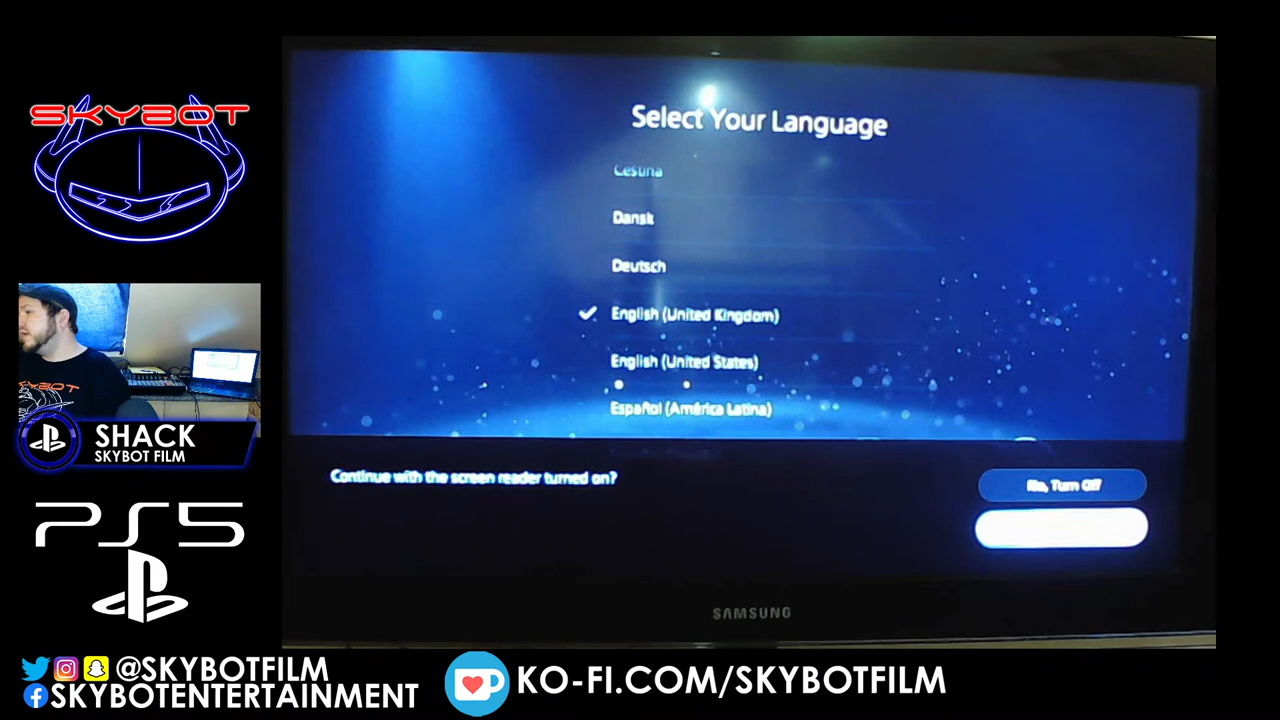 SKYBOT
Select Your Language
Čeština
Dansk
Deutsch
English (United Kingdom)
English (United States)
Español (América Latina)
Continue with the screen reader turned on?
No, Turn Off
SKYBOT
SHACK
SKYBOT FILM
PS5
SAMSUNG
@SKYBOTFILM
SKYBOTENTERTAINMENT
KO-FI.COM/SKYBOTFILM